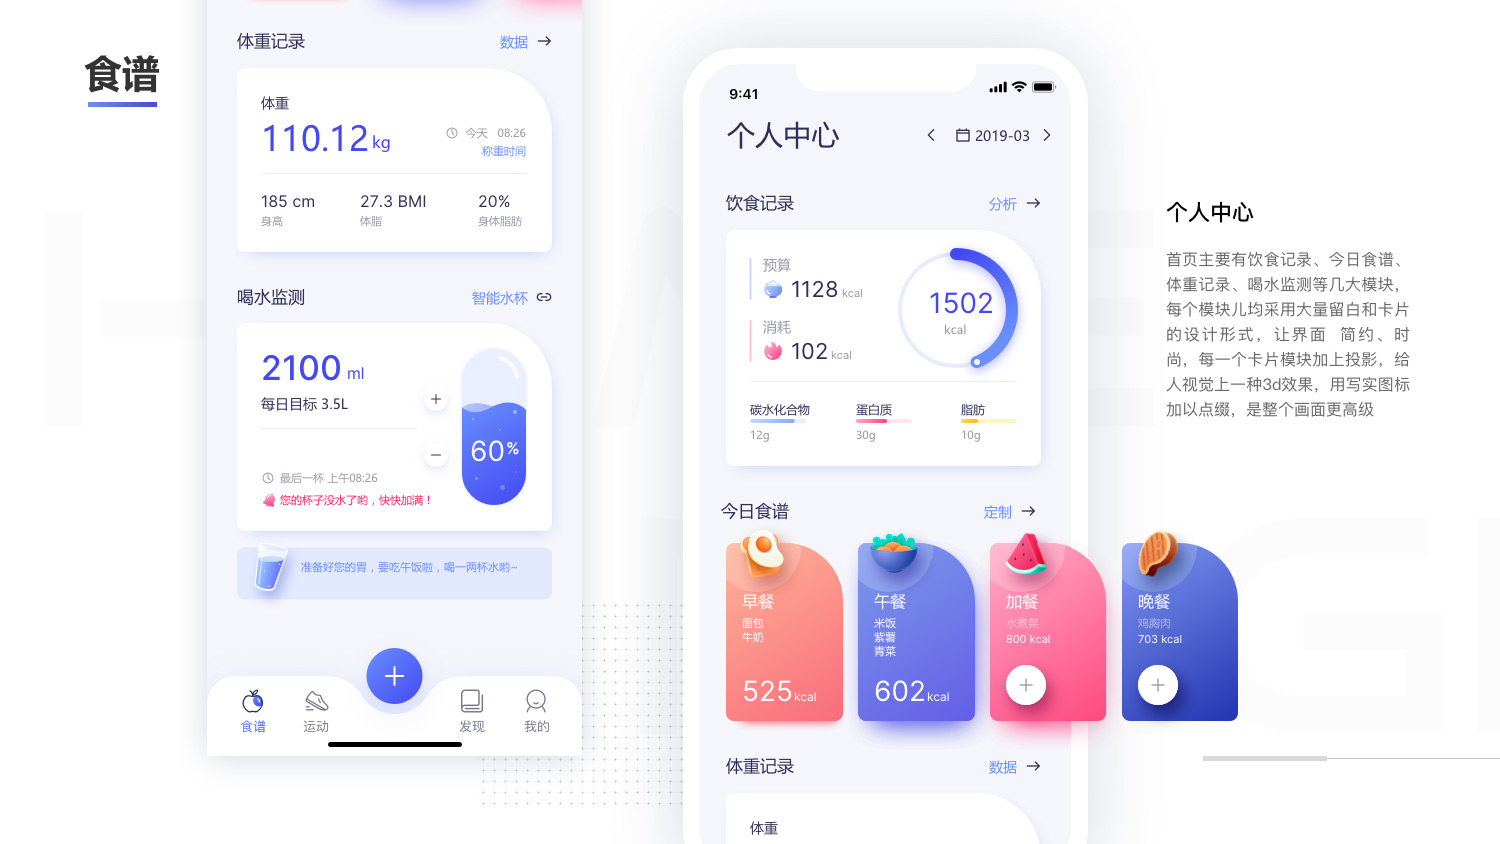 食谱
体重记录
数据
体重
110.12 kg
今天 08:26
称重时间
185 cm
27.3 BMI
20%
身高
体脂
身体脂肪
喝水监测
智能水杯
2100 ml
每日目标 3.5L
60%
最后一杯 上午08:26
您的杯子没水了哟，快快加满！
准备好您的胃，要吃午饭啦，喝一两杯水哟~
食谱
运动
发现
我的
9:41
个人中心
2019-03
饮食记录
分析
预算
1128 kcal
消耗
102 kcal
1502
kcal
碳水化合物
蛋白质
脂肪
12g
30g
10g
今日食谱
定制
早餐
面包
牛奶
525 kcal
午餐
米饭
紫薯
青菜
602 kcal
加餐
水煮菜
800 kcal
晚餐
鸡胸肉
703 kcal
体重记录
数据
体重
个人中心
首页主要有饮食记录、今日食谱、
体重记录、喝水监测等几大模块，
每个模块儿均采用大量留白和卡片
的设计形式，让界面 简约、时
尚，每一个卡片模块加上投影，给
人视觉上一种3d效果，用写实图标
加以点缀，是整个画面更高级